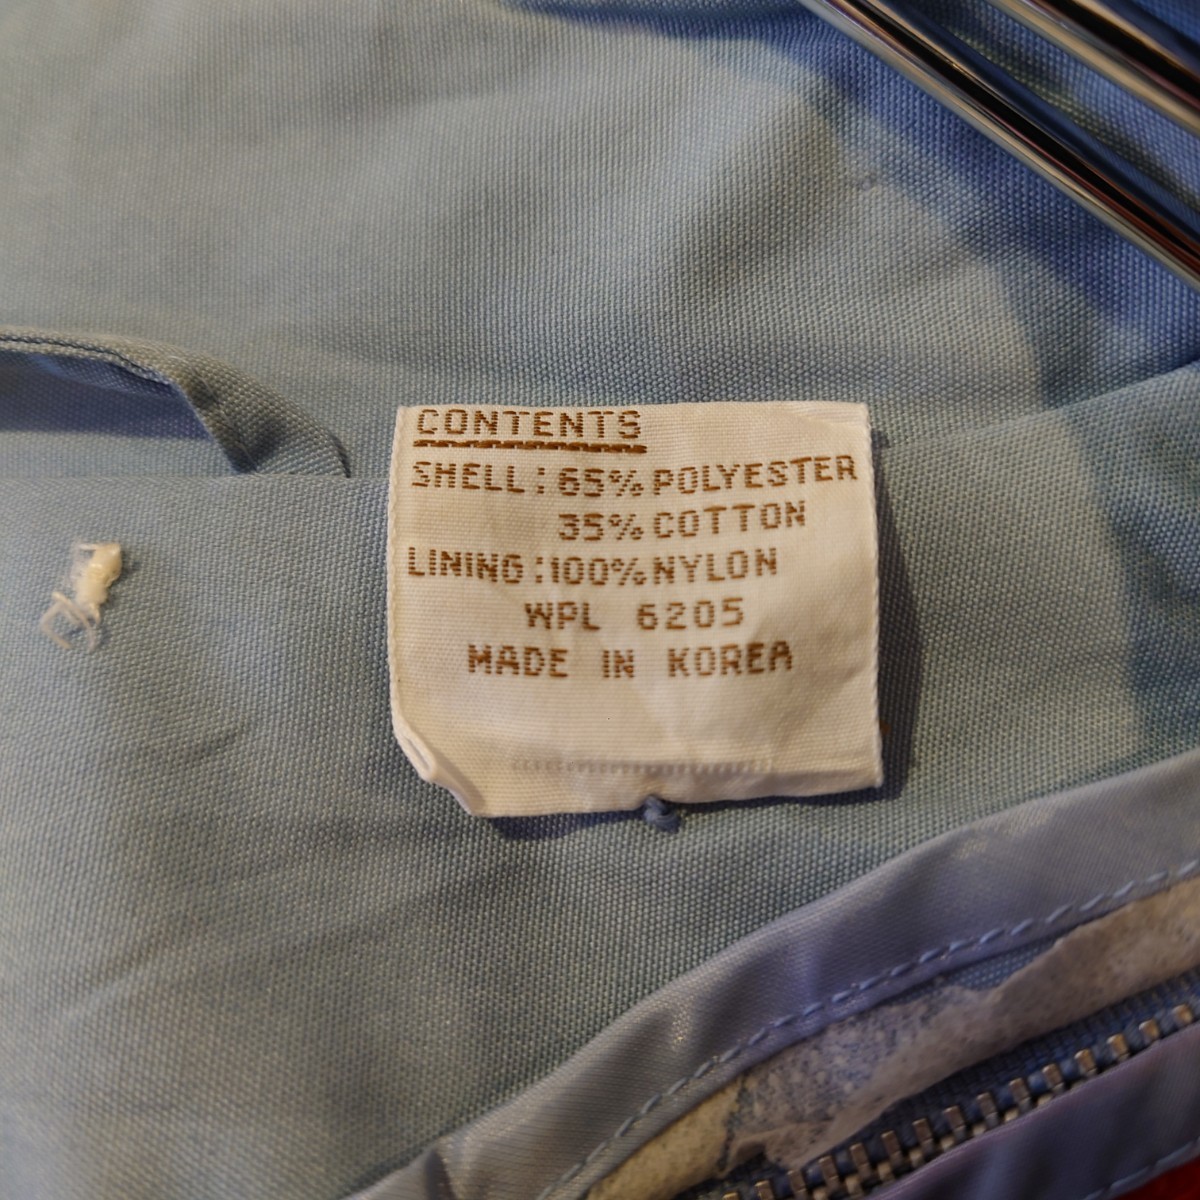 CONTENTS
SHELL: 65% POLYESTER
35% COTTON
LINING: 100% NYLON
WPL 6205
MADE IN KOREA